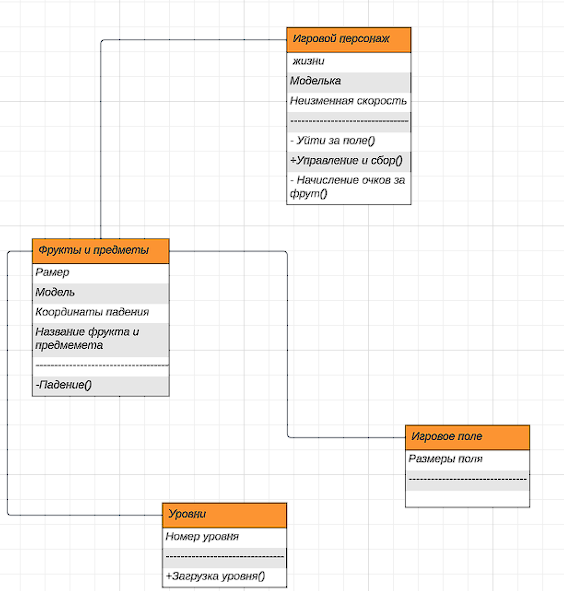 Игровой персонаж
жизни
Моделька
Неизменная скорость
------------------------------------
- Уйти за поле()
+Управление и сбор()
- Начисление очков за
фрут()
Фрукты и предметы
Рамер
Модель
Координаты падения
Название фрукта и
предмемета
----------------------------------------
-Падение()
Игровое поле
Размеры поля
------------------------------------
Уровни
Номер уровня
------------------------------------
+Загрузка уровня()